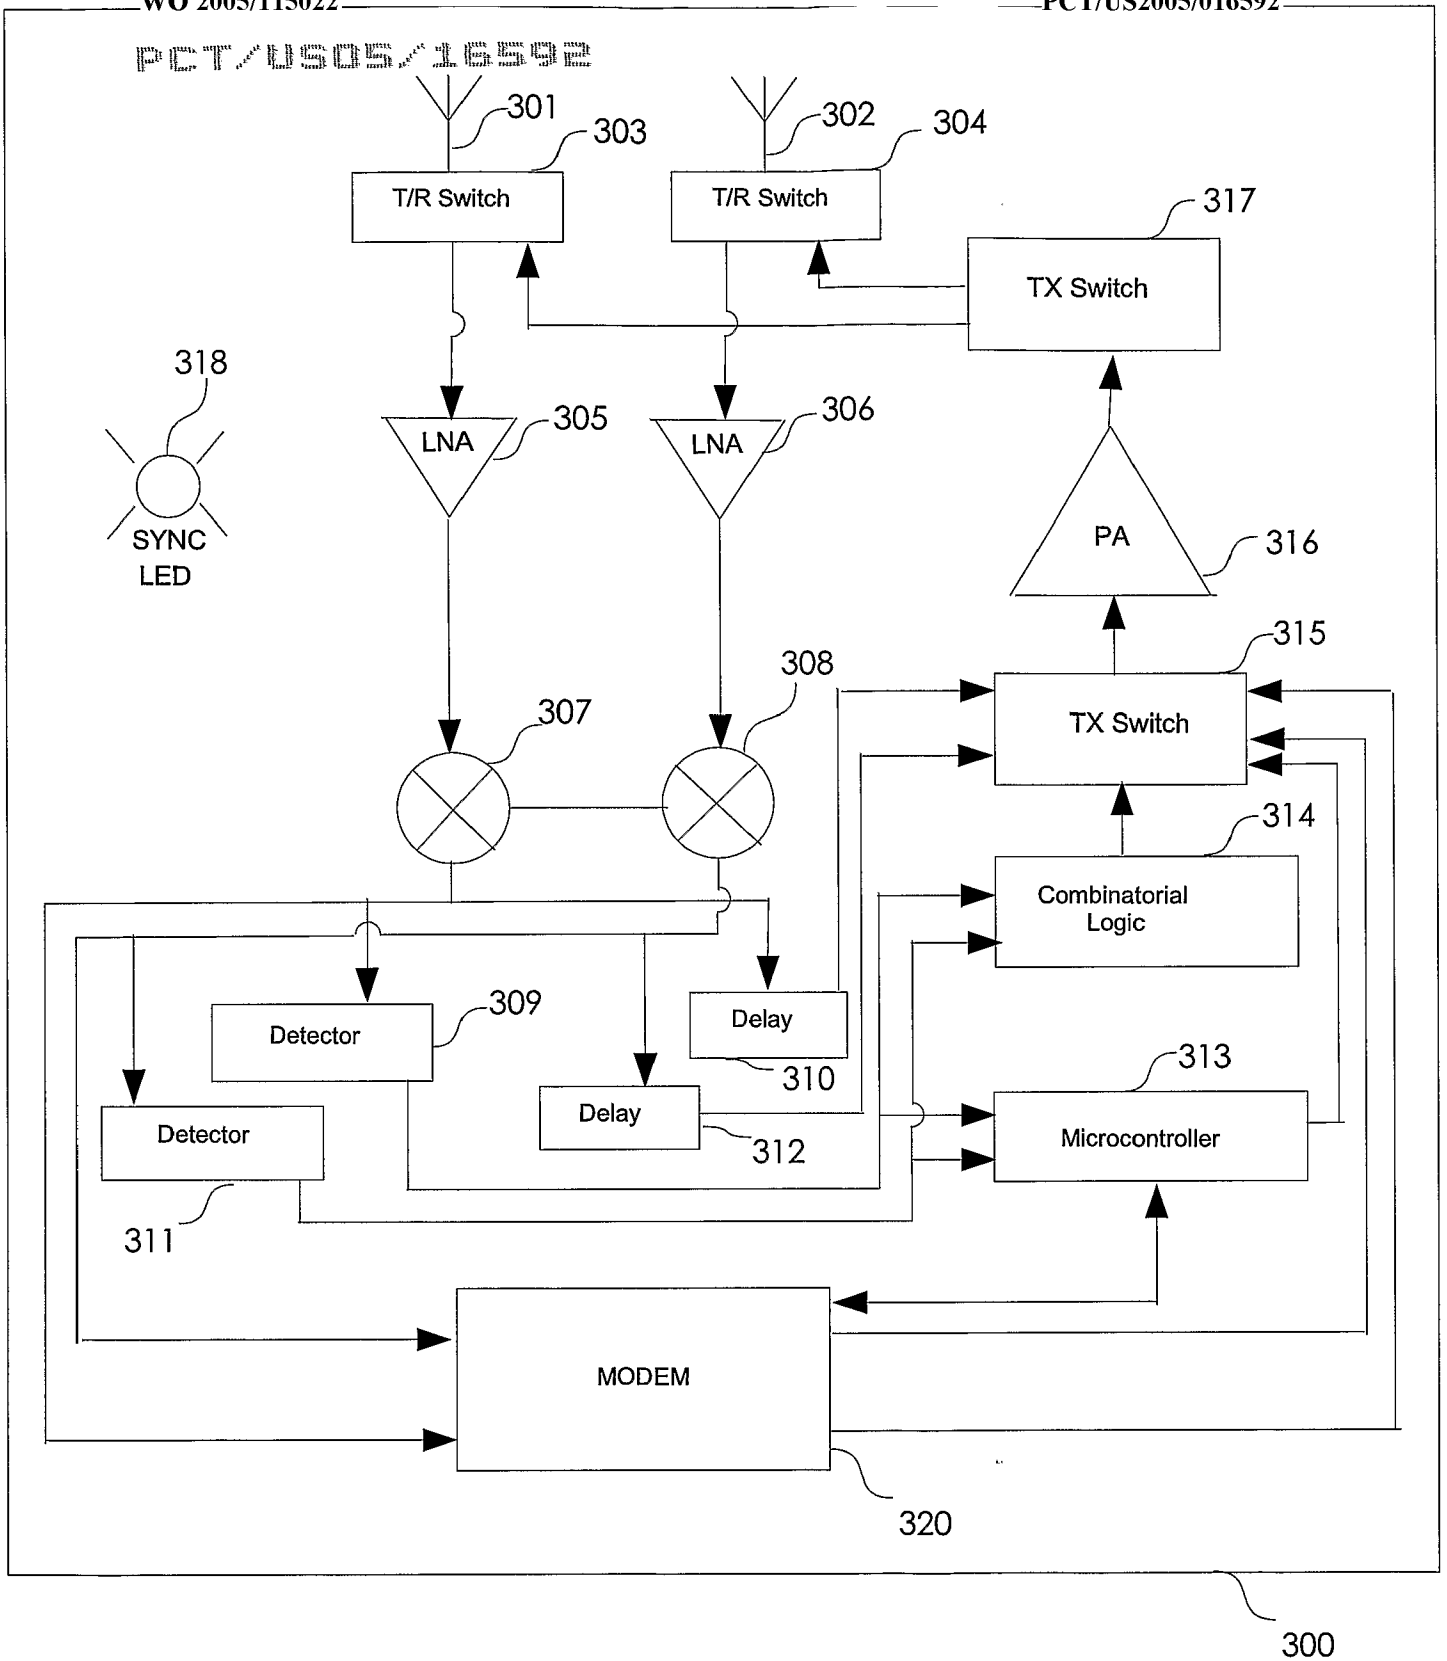 WO 2005/115022 PCT/US2005/016592
PCT/US05/16592
301
302
303
304
T/R Switch
T/R Switch
317
TX Switch
318
305
306
LNA
LNA
SYNC
LED
PA
316
315
308
307
TX Switch
314
Combinatorial
Logic
309
Detector
Delay
310
313
Delay
312
Detector
311
Microcontroller
MODEM
320
300